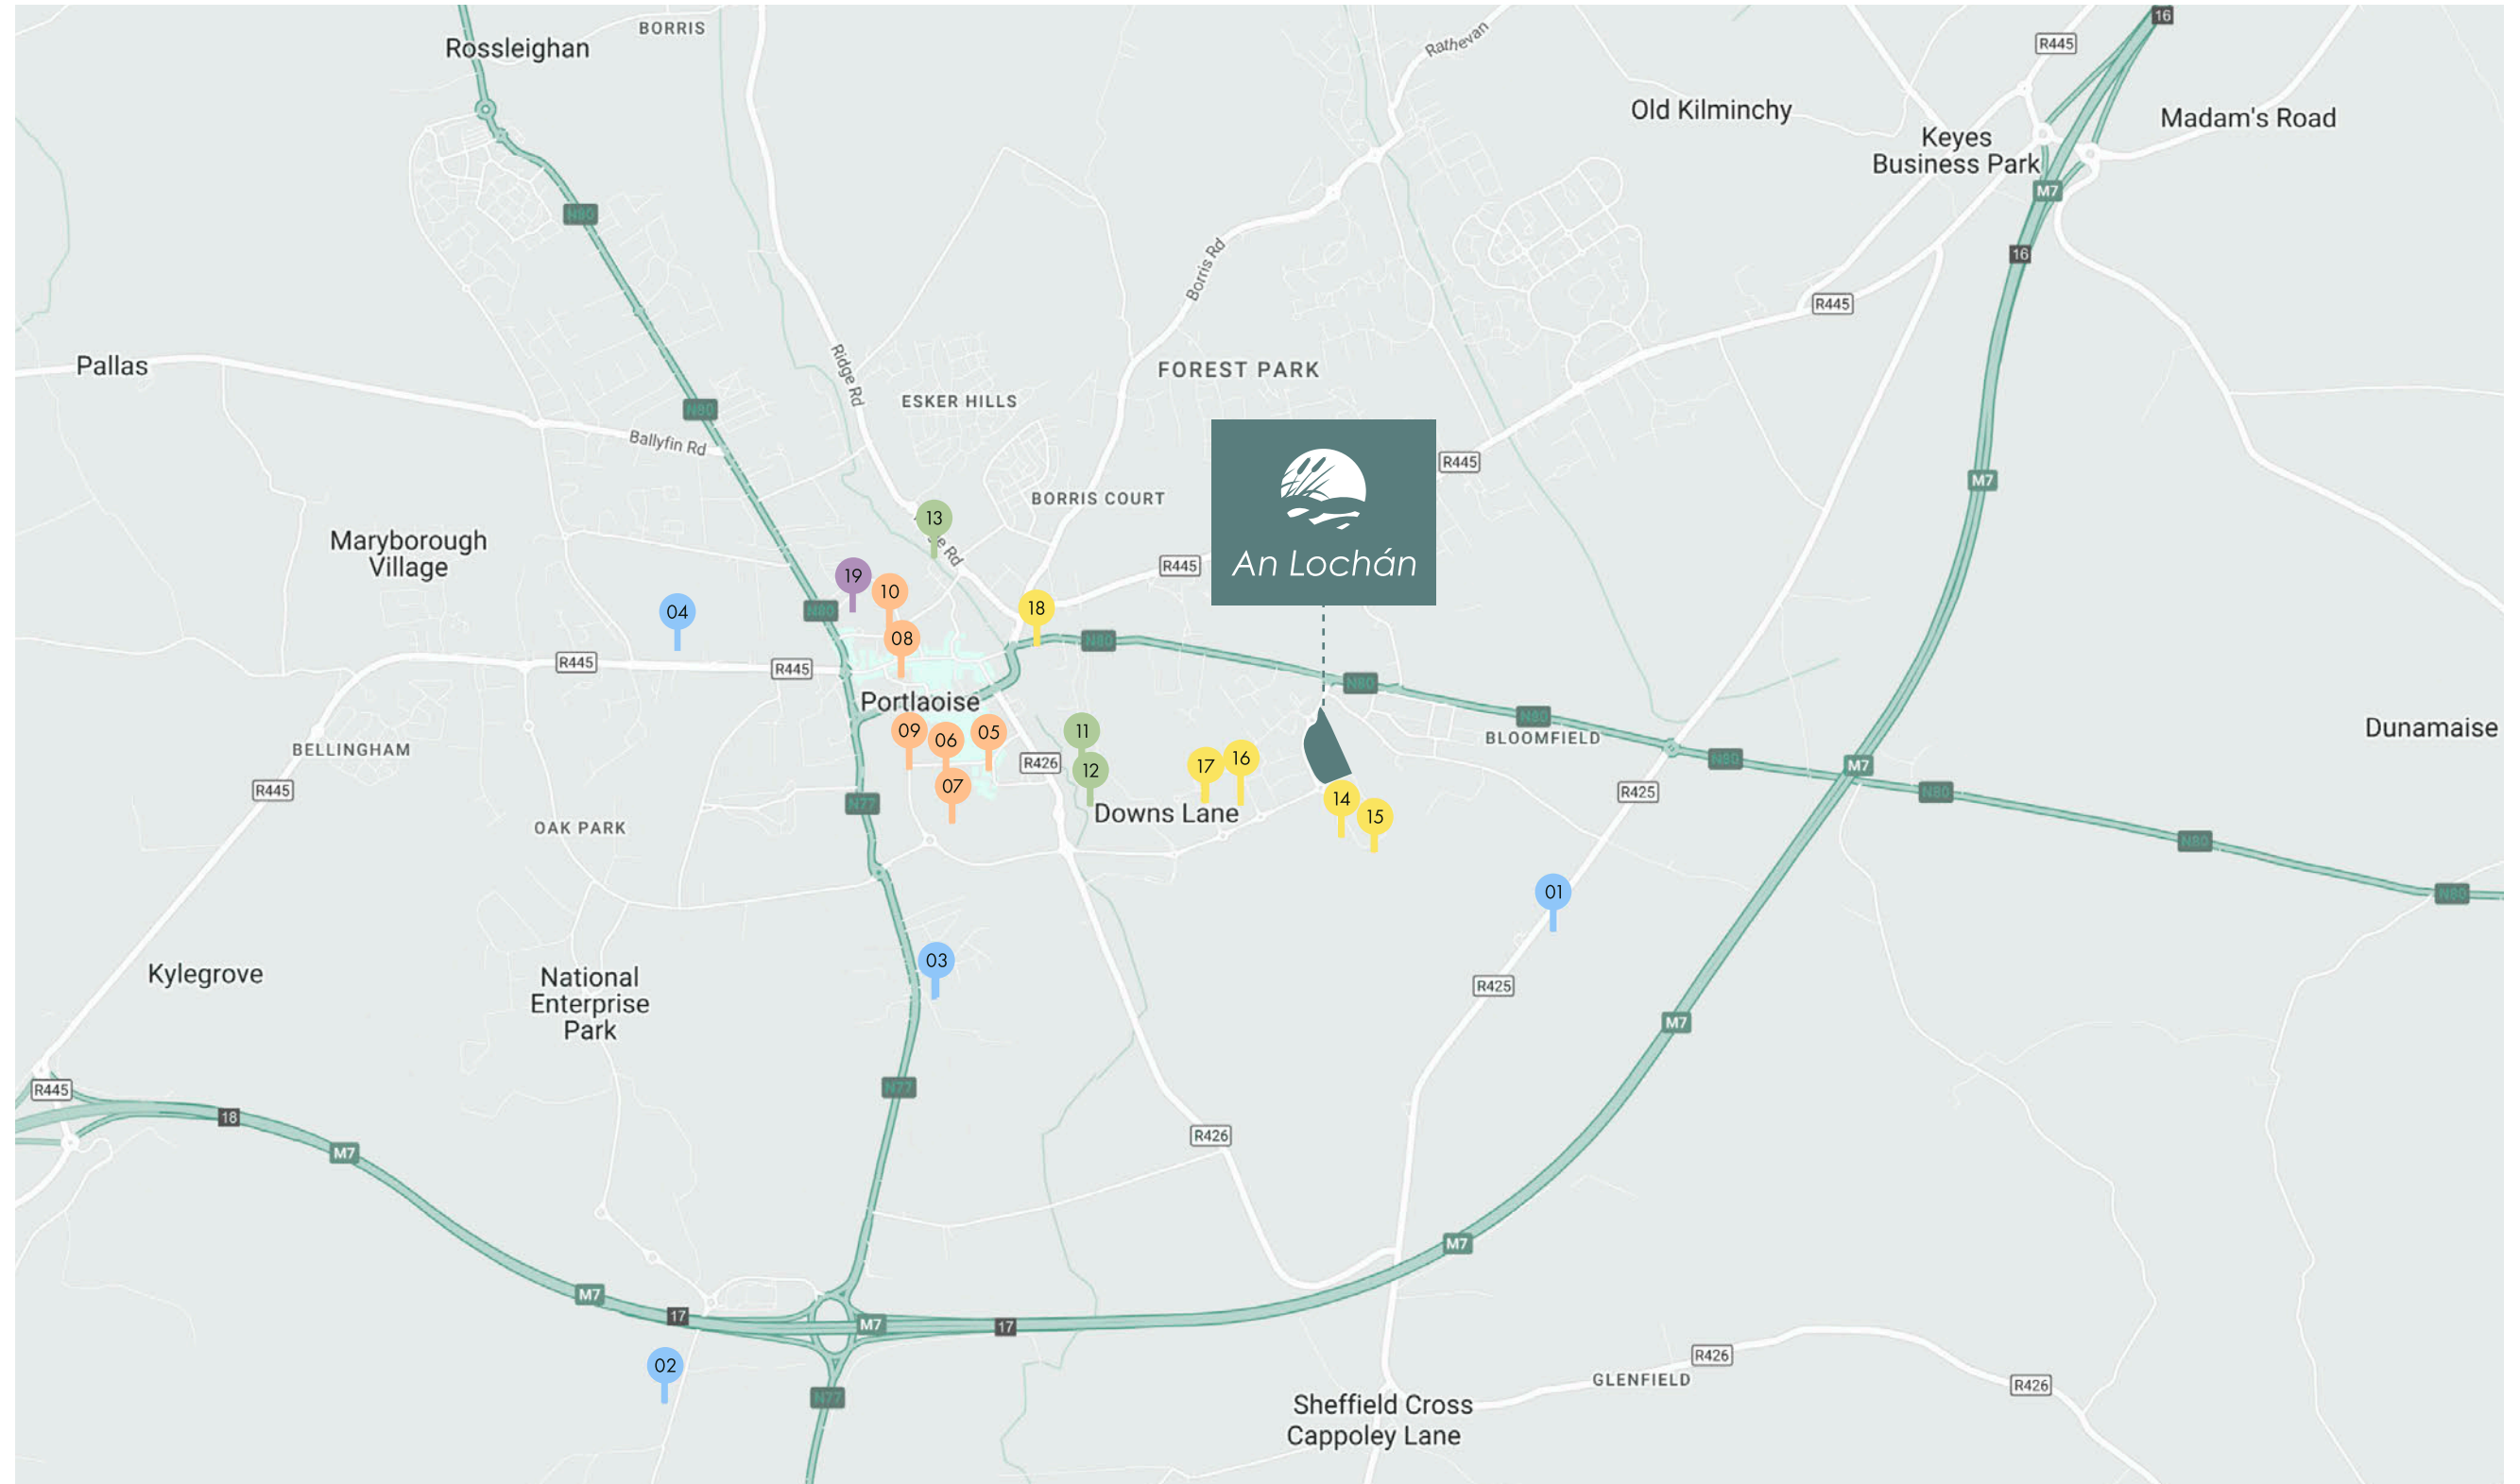 BORRIS
Rossleighan
Rathevan
16
R445
Old Kilminchy
Madam's Road
Keyes
Business Park
M7
N80
16
R445
Borris Rd
Pallas
Ridge Rd
FOREST PARK
ESKER HILLS
N80
Ballyfin Rd
R445
M7
BORRIS COURT
13
Rd
An Lochán
Maryborough
Village
R445
19
10
04
N80
18
08
N80
R445
R445
N80
Portlaoise
N80
Dunamaise
09
06
05
11
BLOOMFIELD
BELLINGHAM
R426
12
17
16
N80
M7
R445
07
14
R425
N80
N77
Downs Lane
15
OAK PARK
N80
01
N80
03
Kylegrove
National
Enterprise
Park
R425
M7
R445
N77
18
R426
M7
M7
M7
17
M7
17
02
R426
GLENFIELD
R426
N77
Sheffield Cross
Cappoley Lane